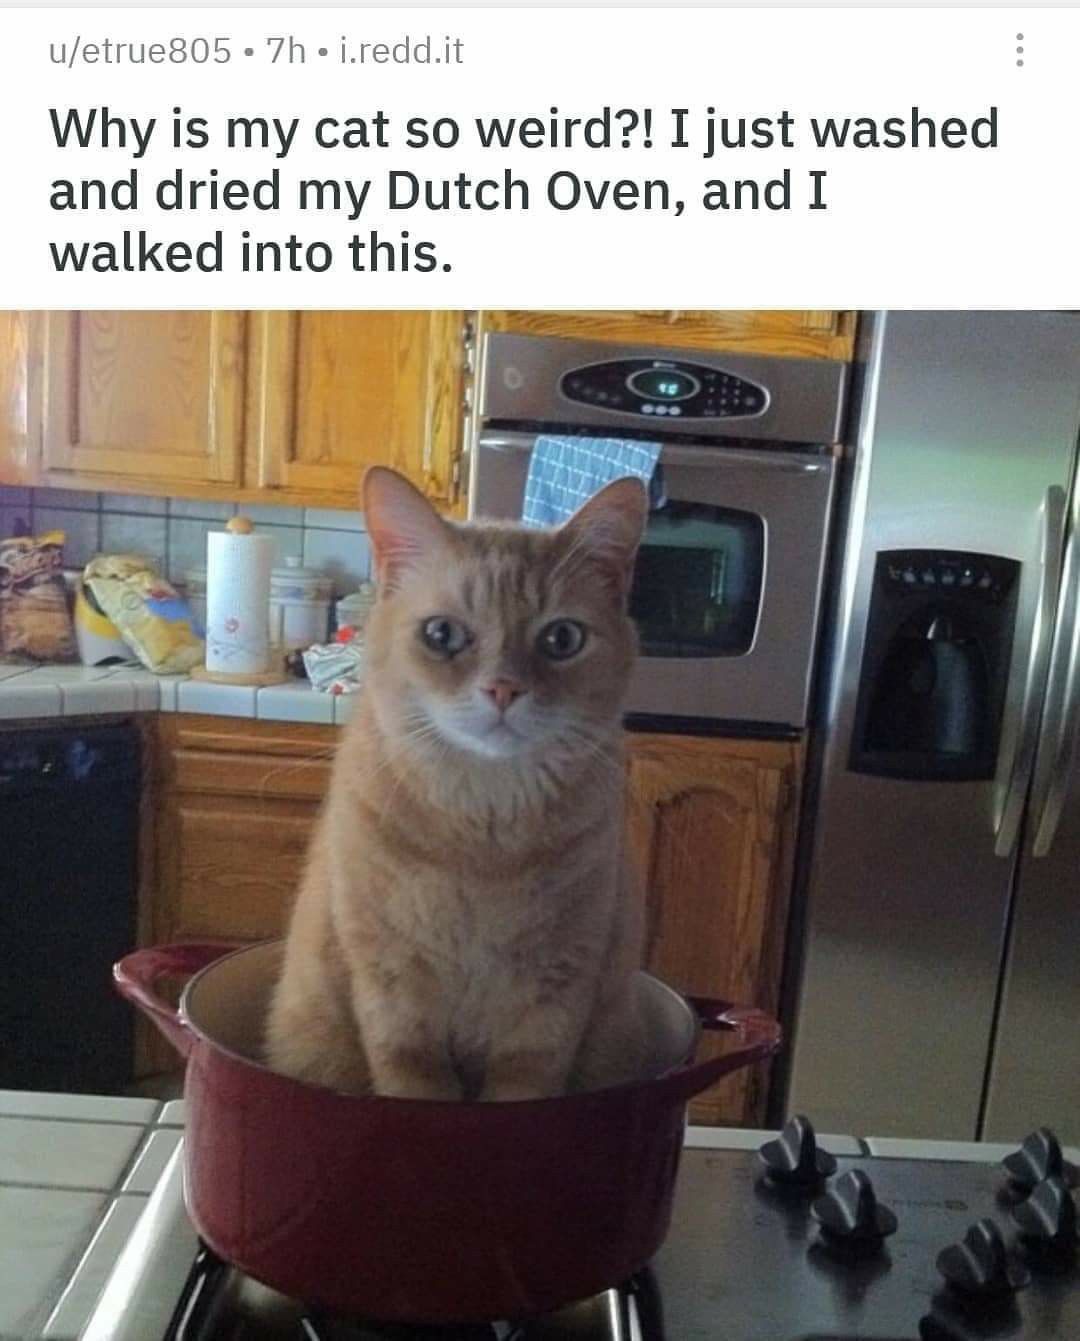 u/etrue805 • 7h • i.redd.it
Why is my cat so weird?! I just washed
and dried my Dutch Oven, and I
walked into this.